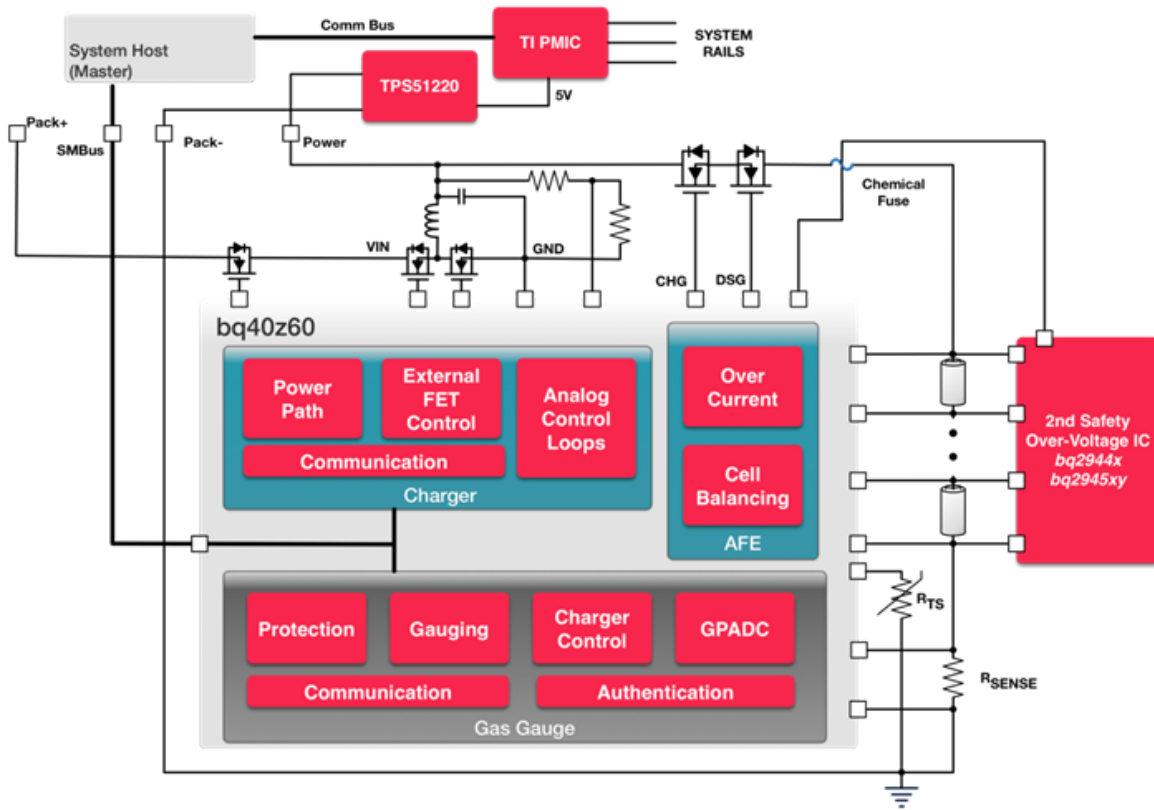 Comm Bus
System Host
(Master)
TI PMIC
SYSTEM
RAILS
TPS51220
5V
Pack+
SMBus
Pack-
Power
Chemical
Fuse
VIN
GND
CHG
DSG
bq40z60
Power
Path
External
FET
Control
Analog
Control
Loops
Communication
Charger
Over
Current
Cell
Balancing
AFE
2nd Safety
Over-Voltage IC
bq2944x
bq2945xy
RTS
Protection
Gauging
Charger
Control
GPADC
Communication
Authentication
Gas Gauge
RSENSE